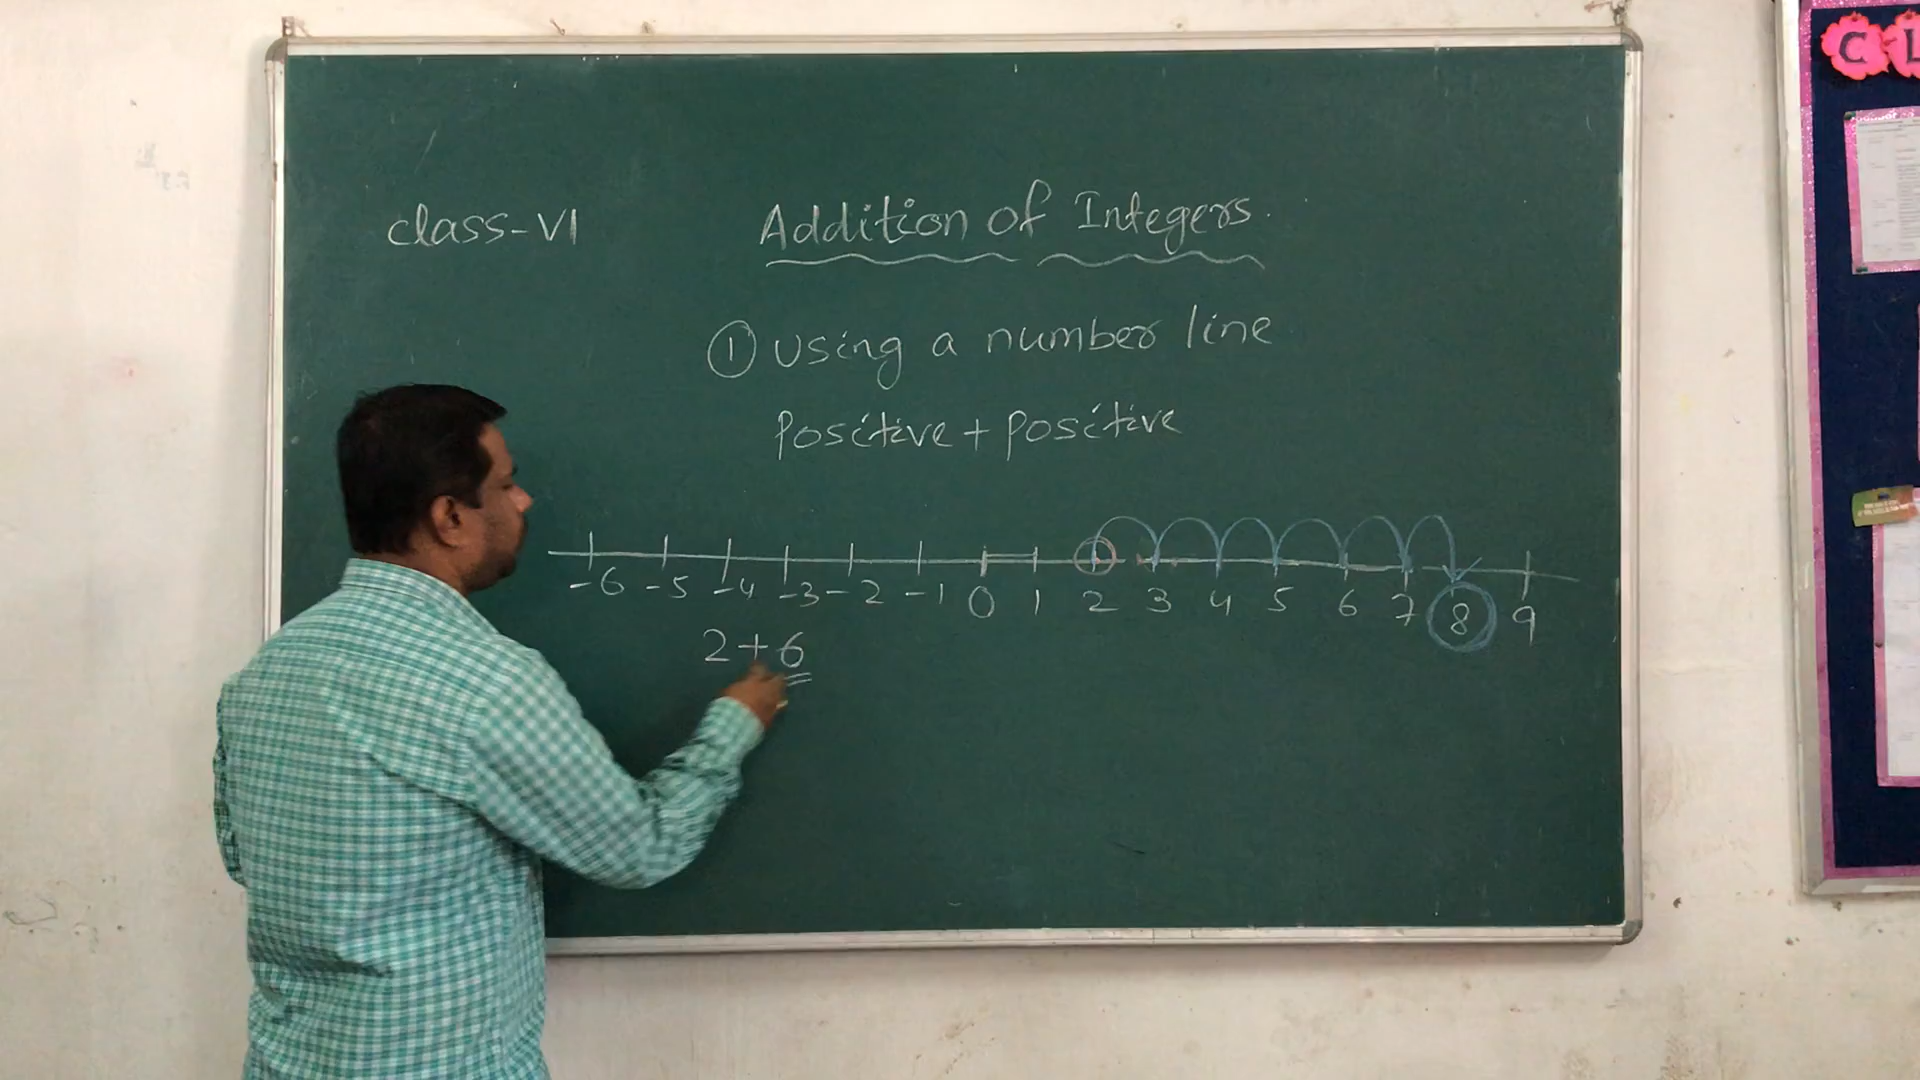 class-VI
Addition of Integers.
① Using a number line
Positive + Positive
-6 -5 -4 -3 -2 -1 0 1 2 3 4 5 6 7 8 9
2+6
C L